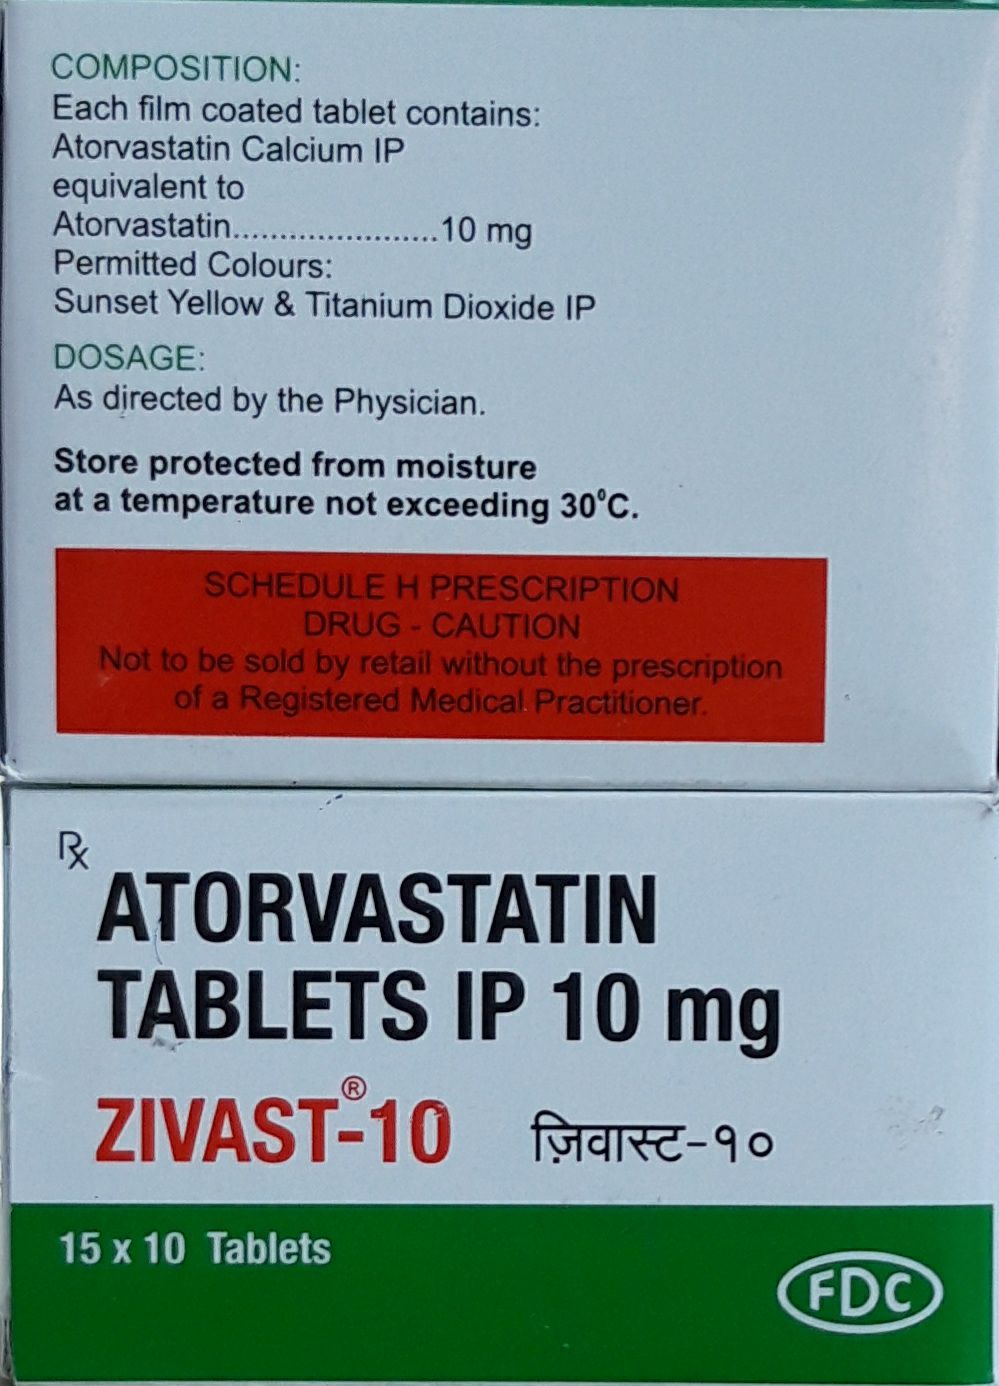 COMPOSITION:
Each film coated tablet contains:
Atorvastatin Calcium IP
equivalent to
Atorvastatin......................10 mg
Permitted Colours:
Sunset Yellow & Titanium Dioxide IP
DOSAGE:
As directed by the Physician.
Store protected from moisture
at a temperature not exceeding 30⁰C.
SCHEDULE H PRESCRIPTION
DRUG - CAUTION
Not to be sold by retail without the prescription
of a Registered Medical Practitioner.
Rx
ATORVASTATIN
TABLETS IP 10 mg
ZIVAST®-10 ज़िवास्ट-१०
15 x 10 Tablets
FDC